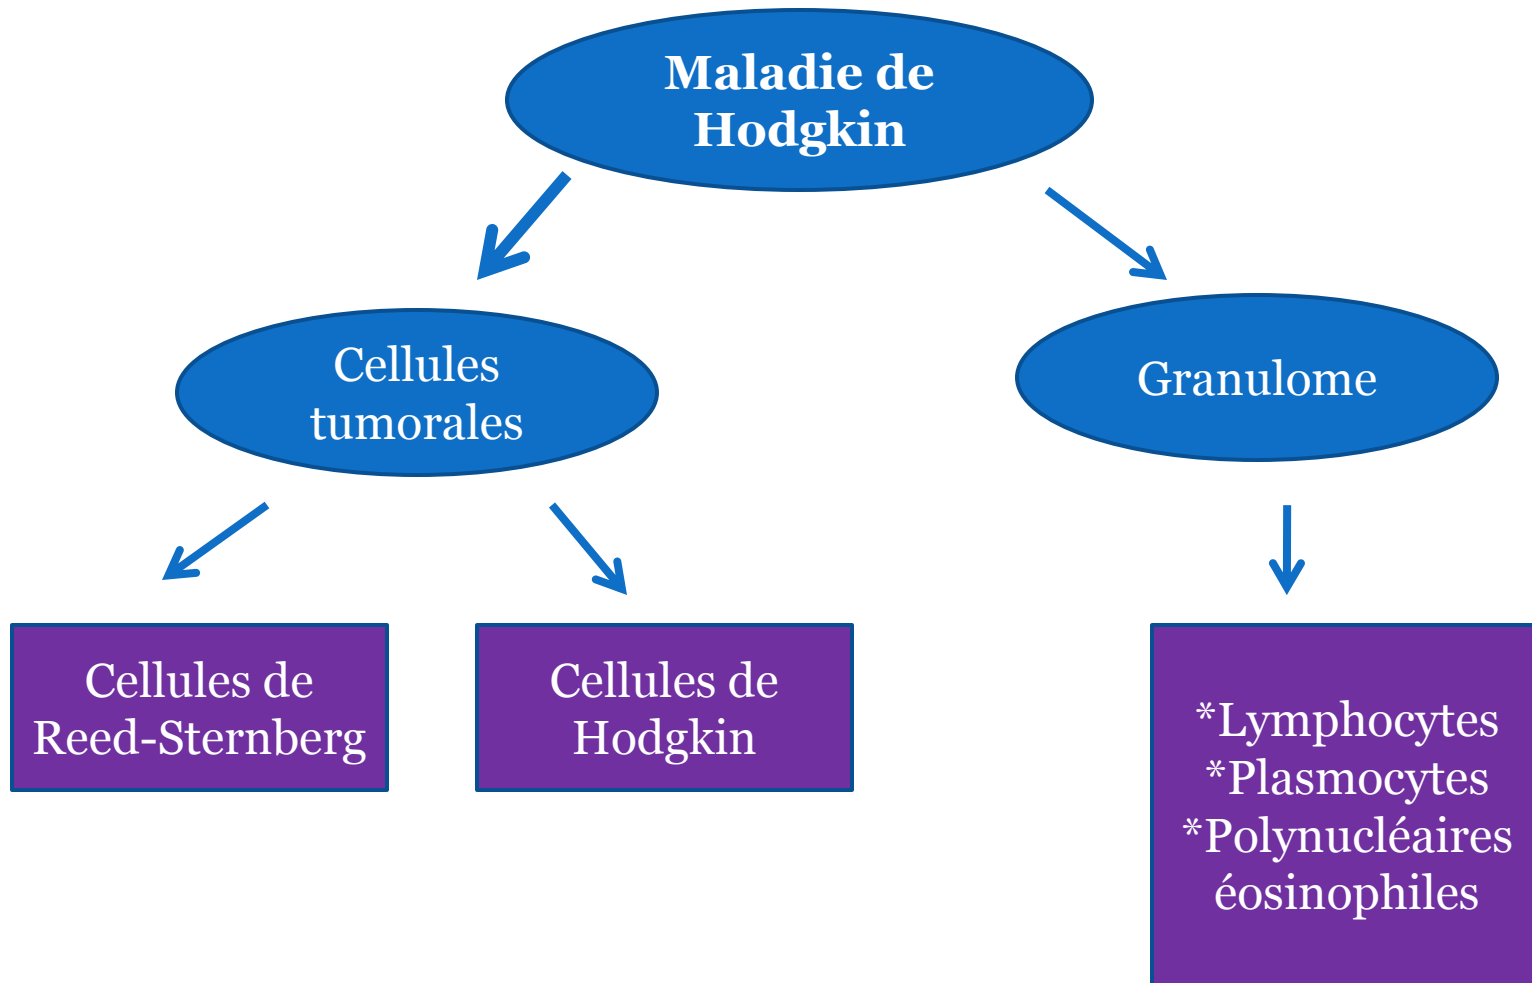 Maladie de
Hodgkin
Cellules
tumorales
Granulome
Cellules de
Reed-Sternberg
Cellules de
Hodgkin
*Lymphocytes
*Plasmocytes
*Polynucléaires
éosinophiles